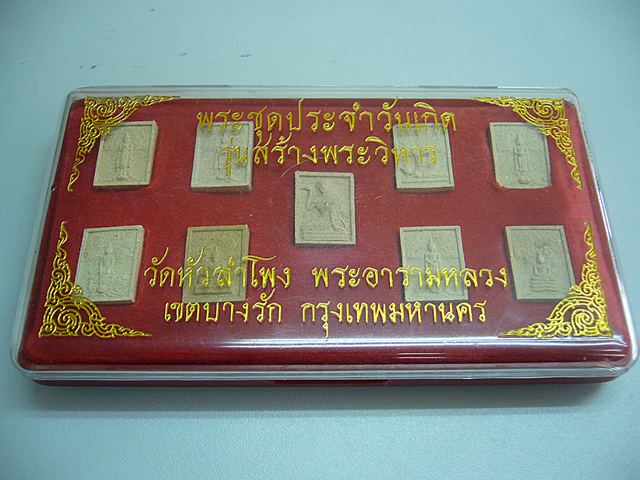 พระชุดประจำวันเกิด
รุ่นสร้างพระวิหาร
วัดหัวลำโพง พระอารามหลวง
เขตบางรัก กรุงเทพมหานคร